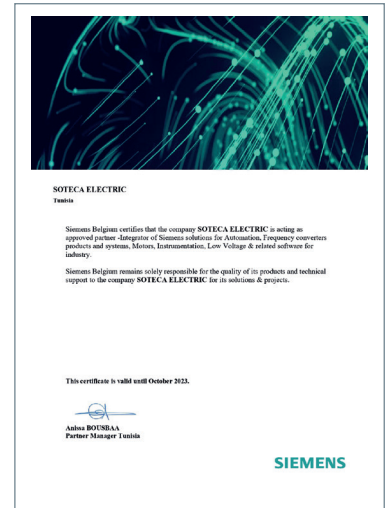 SOTECA ELECTRIC
Tunisia
Siemens Belgium certifies that the company SOTECA ELECTRIC is acting as
approved partner -Integrator of Siemens solutions for Automation, Frequency converters
products and systems, Motors, Instrumentation, Low Voltage & related software for
industry.
Siemens Belgium remains solely responsible for the quality of its products and technical
support to the company SOTECA ELECTRIC for its solutions & projects.
This certificate is valid until October 2023.
Anissa BOUSBAA
Partner Manager Tunisia
SIEMENS